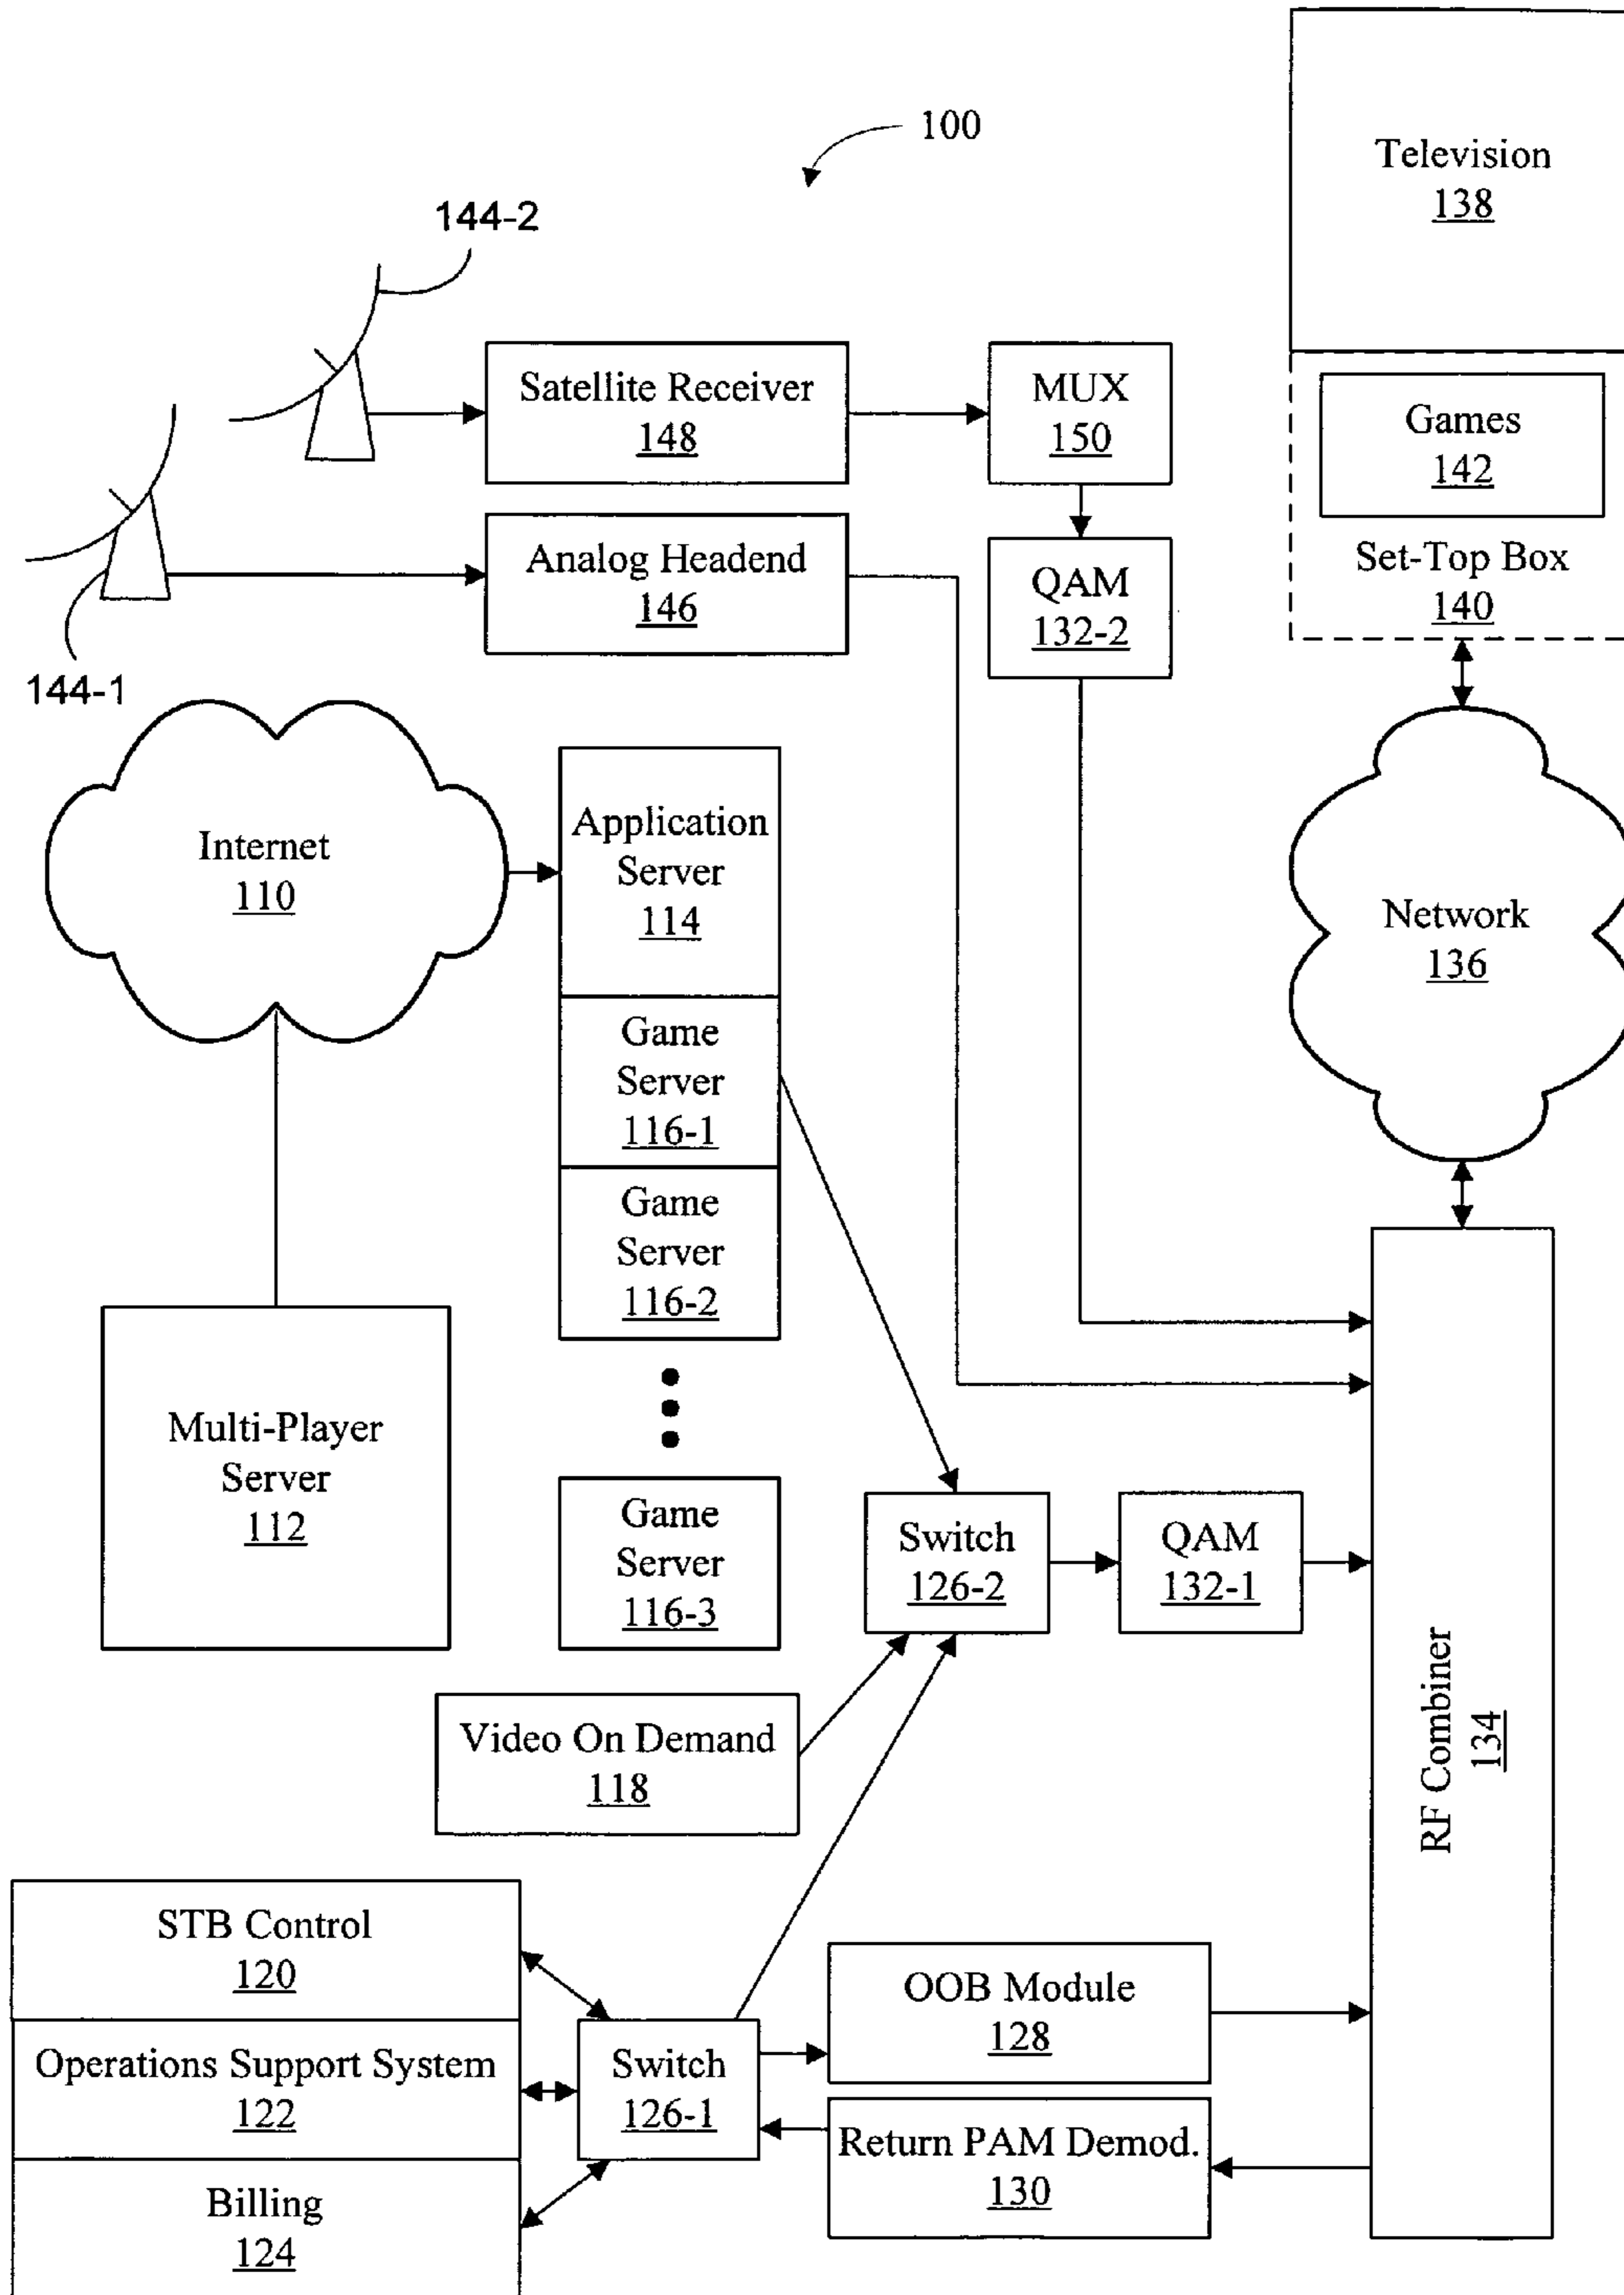 100
Television
138
144-2
Satellite Receiver
148
MUX
150
Games
142
Analog Headend
146
QAM
132-2
Set-Top Box
140
144-1
Internet
110
Application
Server
114
Network
136
Game
Server
116-1
Game
Server
116-2
Multi-Player
Server
112
Game
Server
116-3
Switch
126-2
QAM
132-1
RF Combiner
134
Video On Demand
118
STB Control
120
OOB Module
128
Operations Support System
122
Switch
126-1
Return PAM Demod.
130
Billing
124